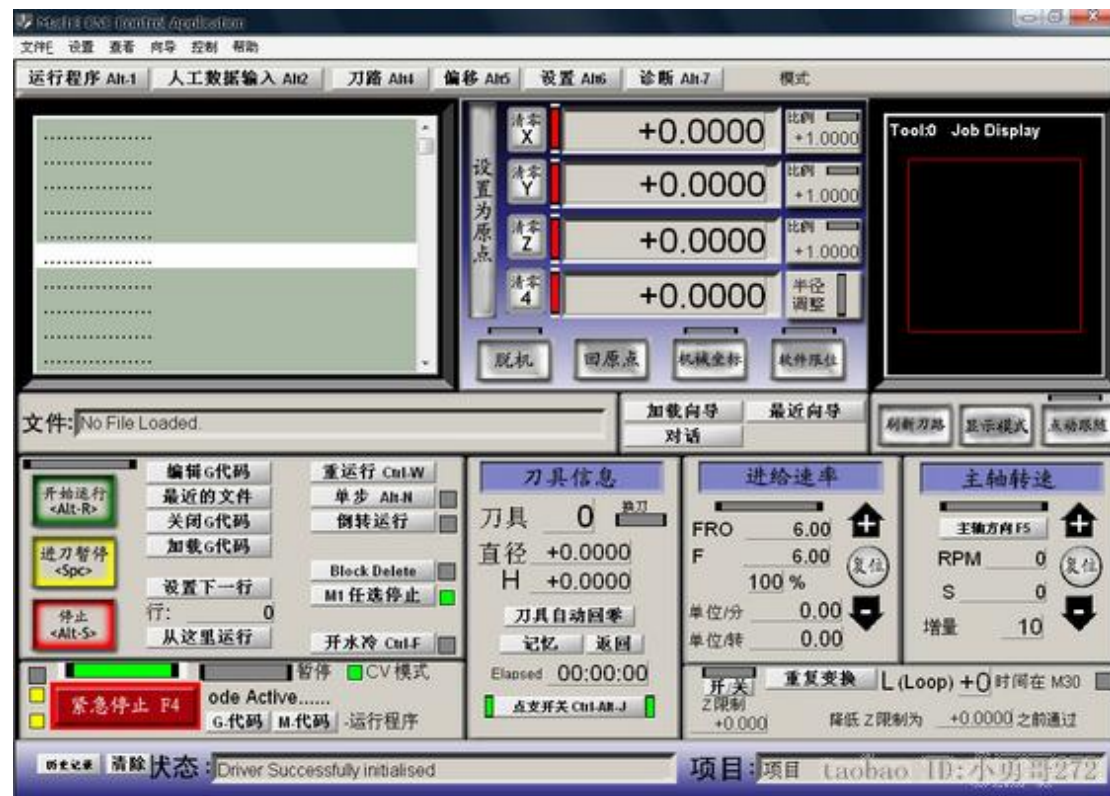 Mach3 CNC Control Application
文件F 设置 查看 向导 控制 帮助
运行程序 Alt-1 人工数据输入 Alt2 刀路 Alt4 偏移 Alt5 设置 Alt6 诊断 Alt-7 模式
设置为原点
清零 X +0.0000 比例 +1.0000
清零 Y +0.0000 比例 +1.0000
清零 Z +0.0000 比例 +1.0000
清零 4 +0.0000 半径调整
脱机 回原点 机械坐标 软件限位
Tool:0 Job Display
文件: No File Loaded.
加载向导 最近向导
对话
刷新刀路 显示模式 点动跟随
开始运行 <Alt-R>
进刀暂停 <Spc>
停止 <Alt-S>
编辑G代码
最近的文件
关闭G代码
加载G代码
设置下一行
行: 0
从这里运行
重运行 Ctrl-W
单步 Alt-N
倒转运行
Block Delete
M1 任选停止
开水冷 Ctrl-F
刀具信息
刀具 0 换刀
直径 +0.0000
H +0.0000
刀具自动回零
记忆 返回
Elapsed 00:00:00
点变开关 Ctrl-Alt-J
进给速率
FRO 6.00
F 6.00
复位
100 %
单位/分 0.00
单位/转 0.00
主轴转速
主轴方向 F5
RPM 0
复位
S 0
增量 10
暂停 CV 模式
紧急停止 F4
ode Active......
G-代码 M-代码 -运行程序
开关 重复变换 L (Loop) +0 时间在 M30
Z限制
+0.000 降低 Z 限制为 +0.0000 之前通过
历史记录 清除 状态: Driver Successfully initialised
项目: 项目 taobao ID:小勇哥272